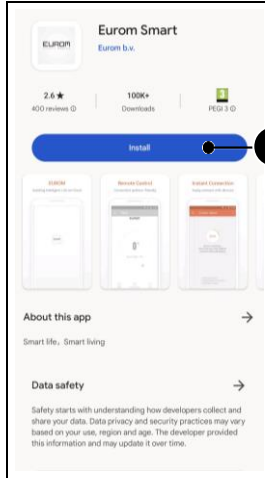 Eurom Smart
EUROM
Eurom b.v.
2.6★
400 reviews ⓘ
100K+
Downloads
3
PEGI 3 ⓘ
Install
EUROM
Remote Control
Instant Connection
About this app →
Smart life, Smart living
Data safety →
Safety starts with understanding how developers collect and
share your data. Data privacy and security practices may vary
based on your use, region and age. The developer provided
this information and may update it over time.